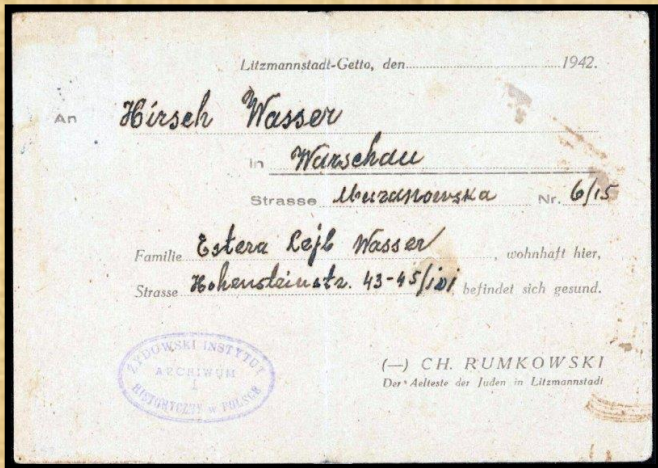 Litzmannstadt-Getto, den........................1942.
An Hirsch Wasser
in Warschau
Strasse Muranowska Nr. 6/15
Familie Estera Lejb Wasser, wohnhaft hier,
Strasse Hohensteinstr. 43-45/ befindet sich gesund.
(—) CH. RUMKOWSKI
Der Aelteste der Juden in Litzmannstadt
ŻYDOWSKI INSTYTUT
ARCHIWUM
HISTORYCZNY w POLSCE